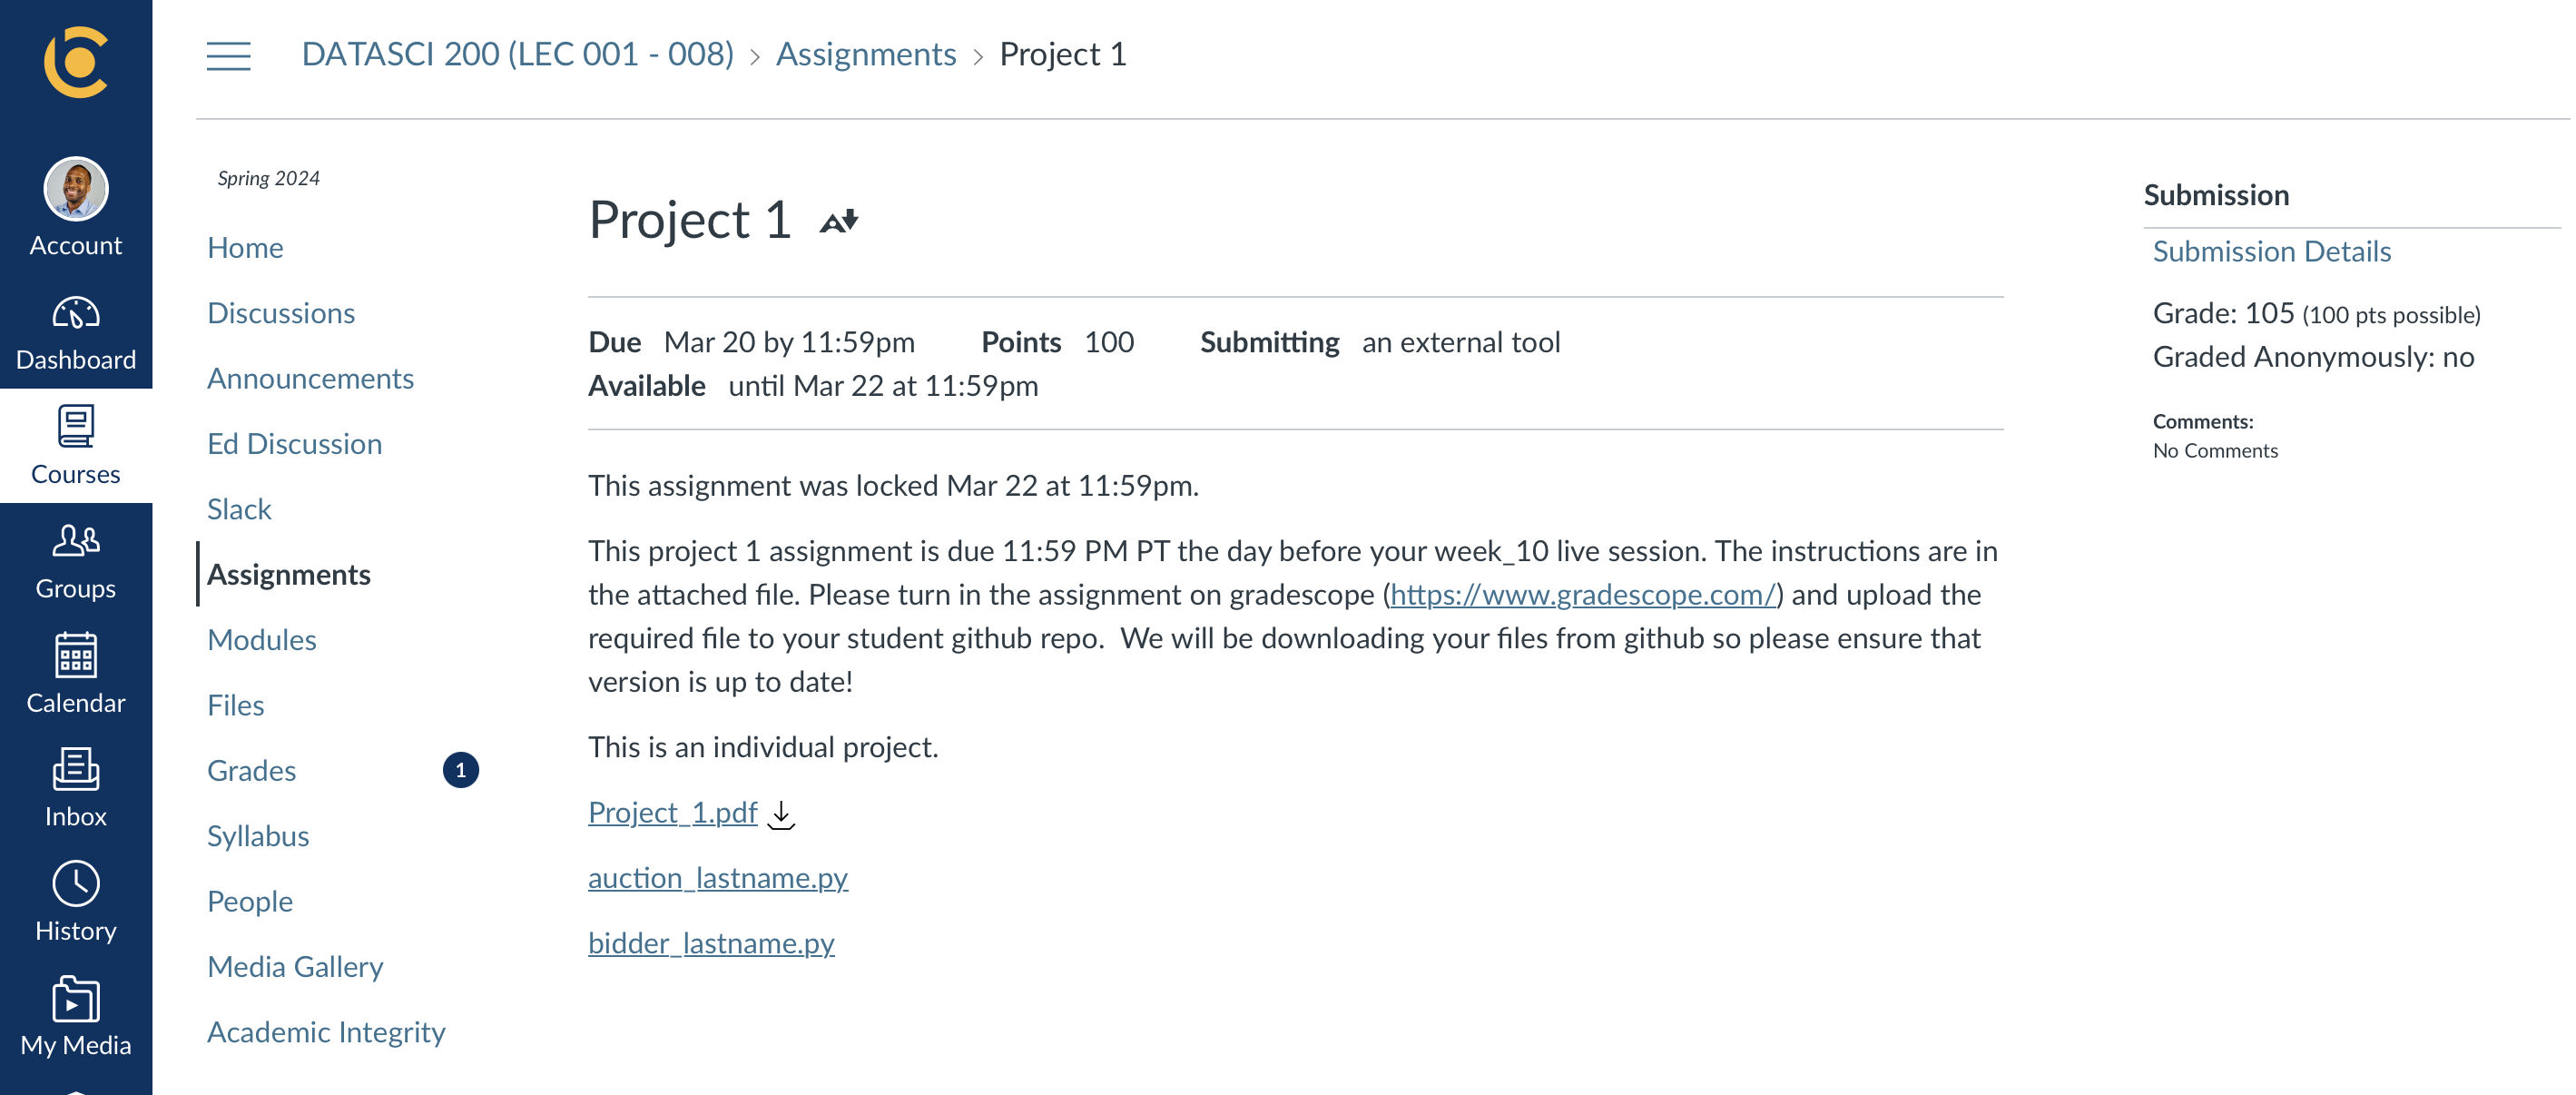 DATASCI 200 (LEC 001 - 008) > Assignments > Project 1
Account
Dashboard
Courses
Groups
Calendar
Inbox
History
My Media
Spring 2024
Home
Discussions
Announcements
Ed Discussion
Slack
Assignments
Modules
Files
Grades 1
Syllabus
People
Media Gallery
Academic Integrity
Project 1
Due Mar 20 by 11:59pm Points 100 Submitting an external tool
Available until Mar 22 at 11:59pm
This assignment was locked Mar 22 at 11:59pm.
This project 1 assignment is due 11:59 PM PT the day before your week_10 live session. The instructions are in
the attached file. Please turn in the assignment on gradescope (https://www.gradescope.com/) and upload the
required file to your student github repo.  We will be downloading your files from github so please ensure that
version is up to date!
This is an individual project.
Project_1.pdf
auction_lastname.py
bidder_lastname.py
Submission
Submission Details
Grade: 105 (100 pts possible)
Graded Anonymously: no
Comments:
No Comments